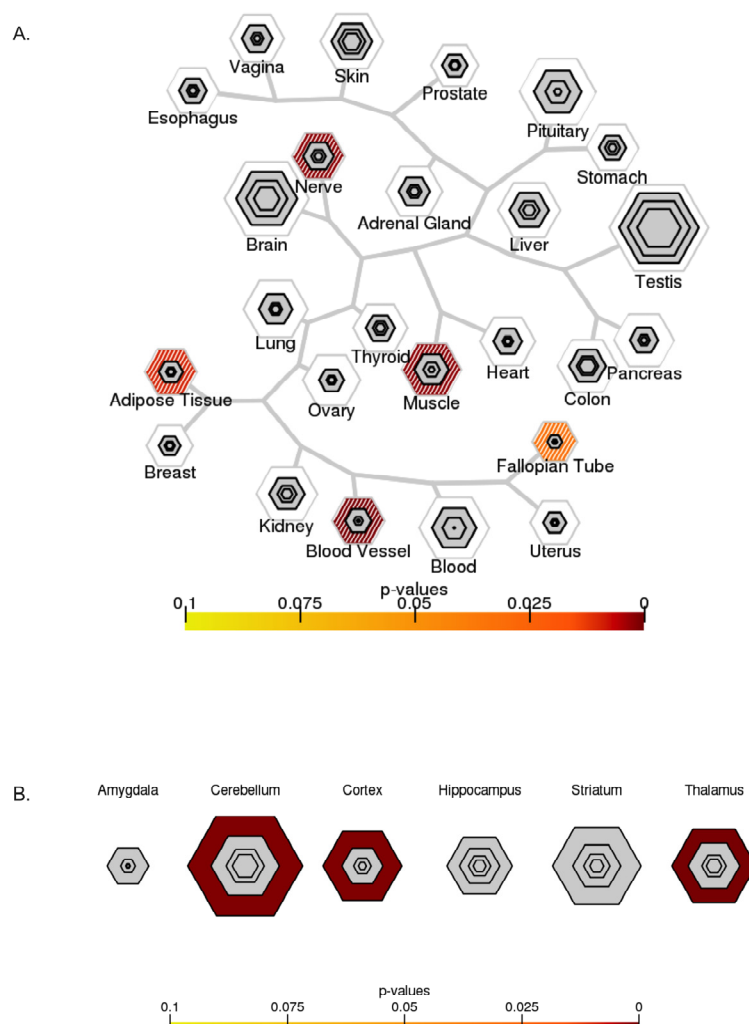 A.
Vagina
Skin
Prostate
Esophagus
Pituitary
Stomach
Nerve
Adrenal Gland
Brain
Liver
Testis
Lung
Thyroid
Heart
Pancreas
Adipose Tissue
Ovary
Muscle
Colon
Breast
Fallopian Tube
Kidney
Blood Vessel
Blood
Uterus
p-values
0.1 0.075 0.05 0.025 0
B.
Amygdala Cerebellum Cortex Hippocampus Striatum Thalamus
p-values
0.1 0.075 0.05 0.025 0